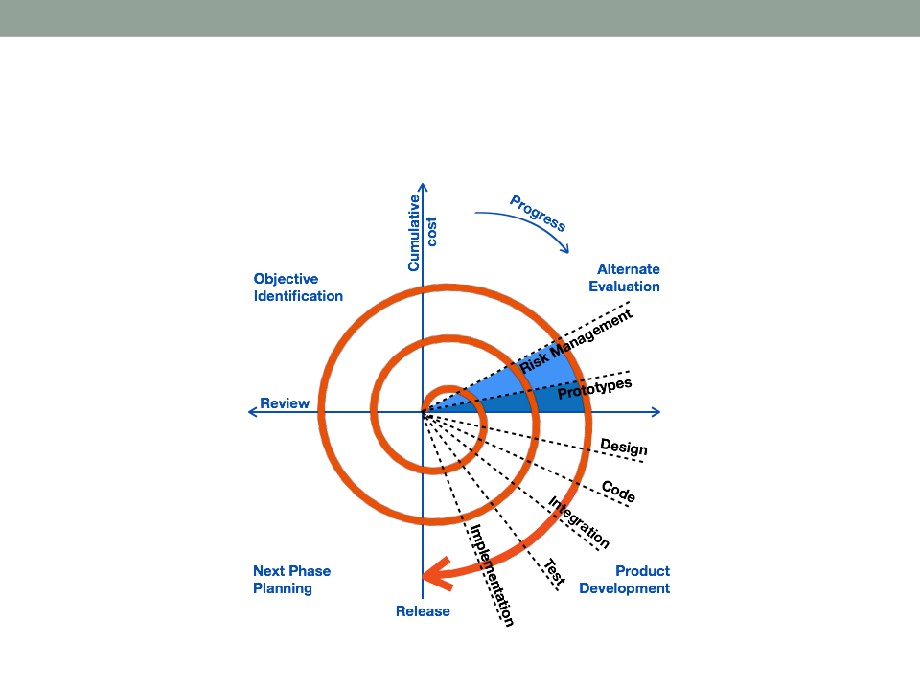 Cumulative
cost
Progress
Objective
Identification
Alternate
Evaluation
Risk Management
Prototypes
Review
Design
Code
Integration
Test
Implementation
Next Phase
Planning
Product
Development
Release